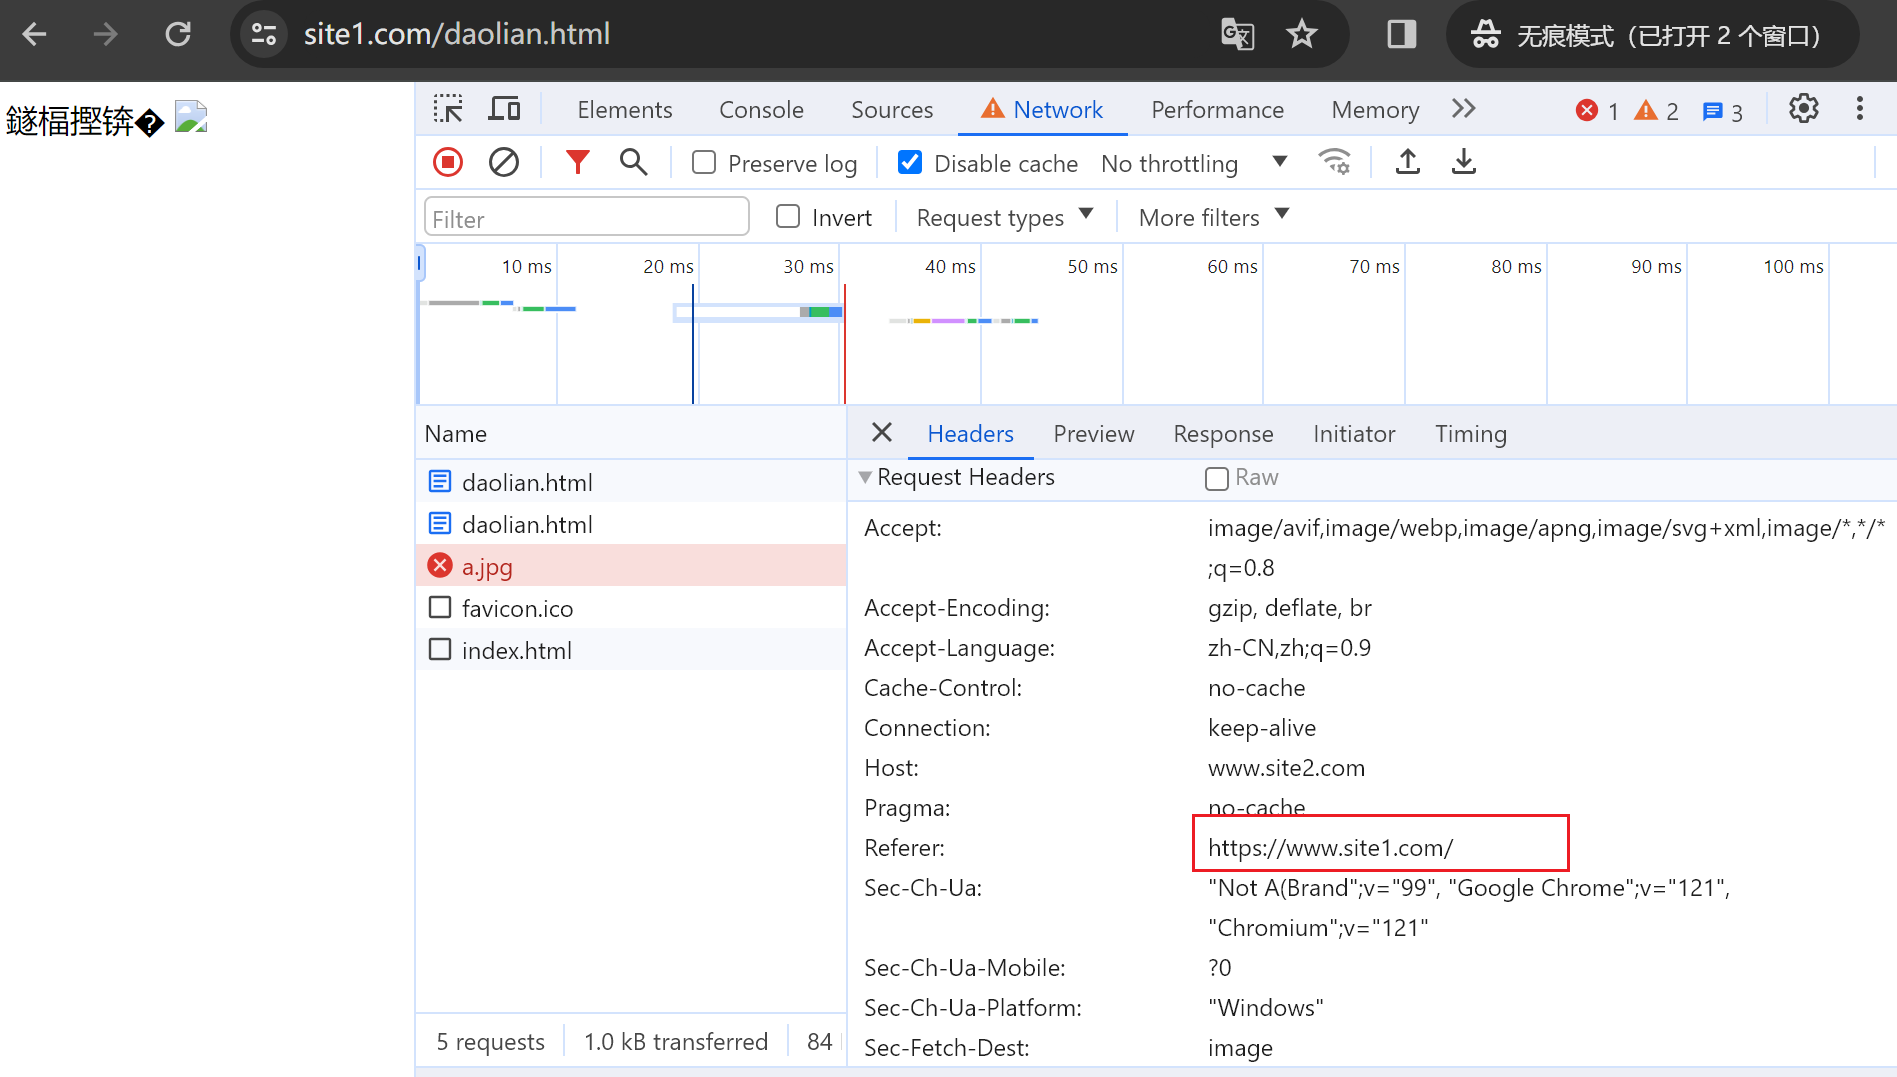 site1.com/daolian.html
无痕模式（已打开 2 个窗口）
鐩楅摼锛�
Elements Console Sources Network Performance Memory 1 2 3
Preserve log Disable cache No throttling
Filter Invert Request types More filters
10 ms 20 ms 30 ms 40 ms 50 ms 60 ms 70 ms 80 ms 90 ms 100 ms
Name
daolian.html
daolian.html
a.jpg
favicon.ico
index.html
5 requests 1.0 kB transferred 84
Headers Preview Response Initiator Timing
Request Headers Raw
Accept: image/avif,image/webp,image/apng,image/svg+xml,image/*,*/*
;q=0.8
Accept-Encoding: gzip, deflate, br
Accept-Language: zh-CN,zh;q=0.9
Cache-Control: no-cache
Connection: keep-alive
Host: www.site2.com
Pragma: no-cache
Referer: https://www.site1.com/
Sec-Ch-Ua: "Not A(Brand";v="99", "Google Chrome";v="121",
"Chromium";v="121"
Sec-Ch-Ua-Mobile: ?0
Sec-Ch-Ua-Platform: "Windows"
Sec-Fetch-Dest: image